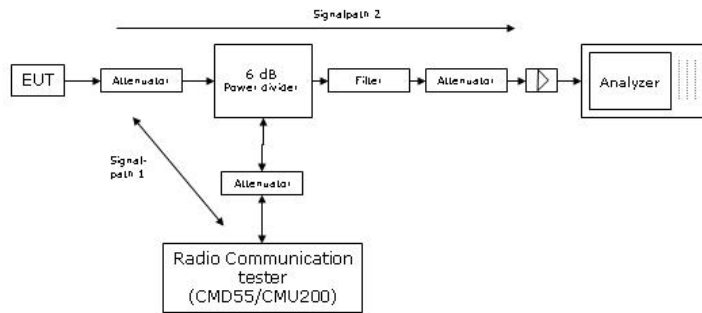 Signalpath 2
EUT
Attenuator
6 dB
Power divider
Filter
Attenuator
Analyzer
Signal-
path 1
Attenuator
Radio Communication
tester
(CMD55/CMU200)